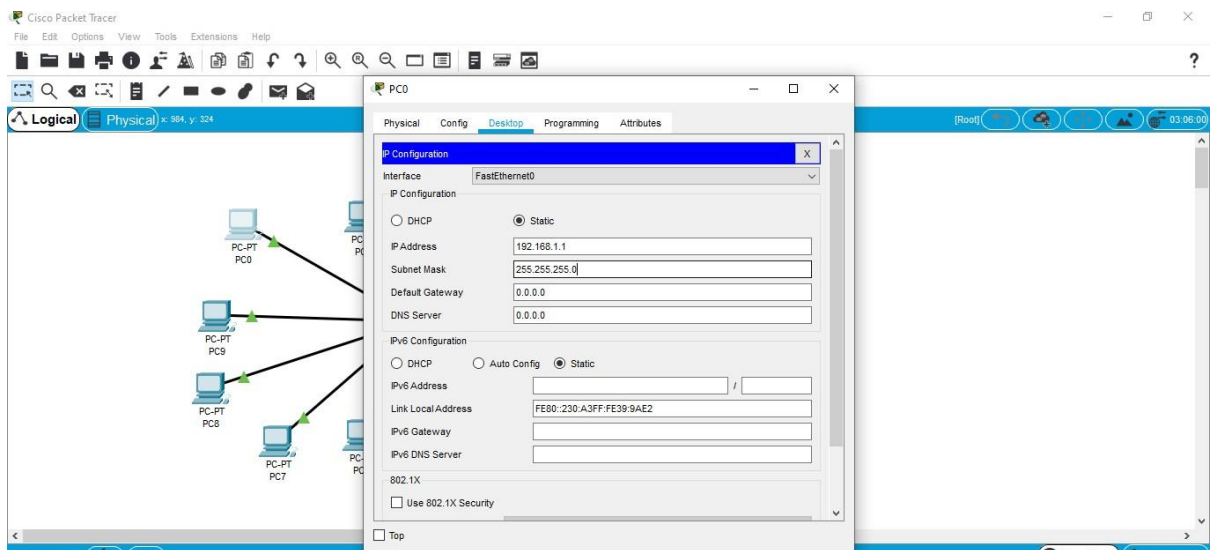 Cisco Packet Tracer
File Edit Options View Tools Extensions Help
?
PC0
Logical Physical x: 984, y: 324
[Root] 03:06:00
Physical Config Desktop Programming Attributes
IP Configuration X
Interface FastEthernet0
IP Configuration
DHCP Static
IP Address 192.168.1.1
Subnet Mask 255.255.255.0
Default Gateway 0.0.0.0
DNS Server 0.0.0.0
IPv6 Configuration
DHCP Auto Config Static
IPv6 Address /
Link Local Address FE80::230:A3FF:FE39:9AE2
IPv6 Gateway
IPv6 DNS Server
802.1X
Use 802.1X Security
Top
PC-PT
PC0
PC-PT
PC9
PC-PT
PC8
PC-PT
PC7